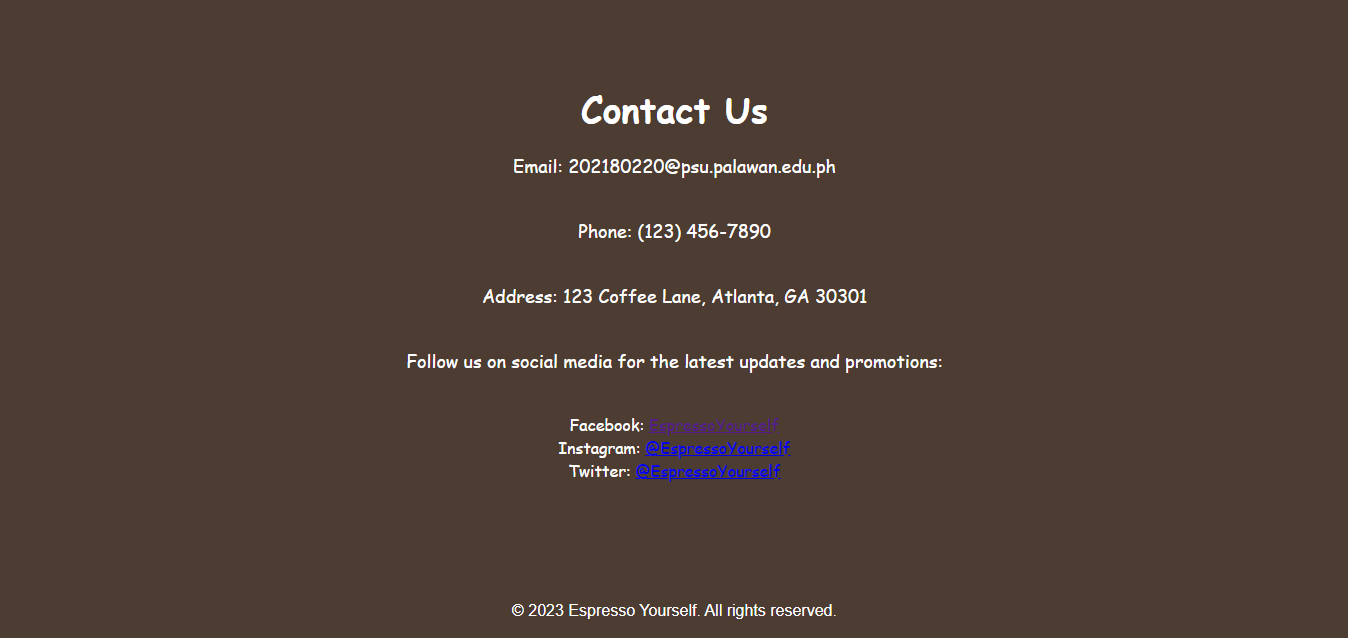 Contact Us
Email: 202180220@psu.palawan.edu.ph
Phone: (123) 456-7890
Address: 123 Coffee Lane, Atlanta, GA 30301
Follow us on social media for the latest updates and promotions:
Facebook: EspressoYourself
Instagram: @EspressoYourself
Twitter: @EspressoYourself
© 2023 Espresso Yourself. All rights reserved.